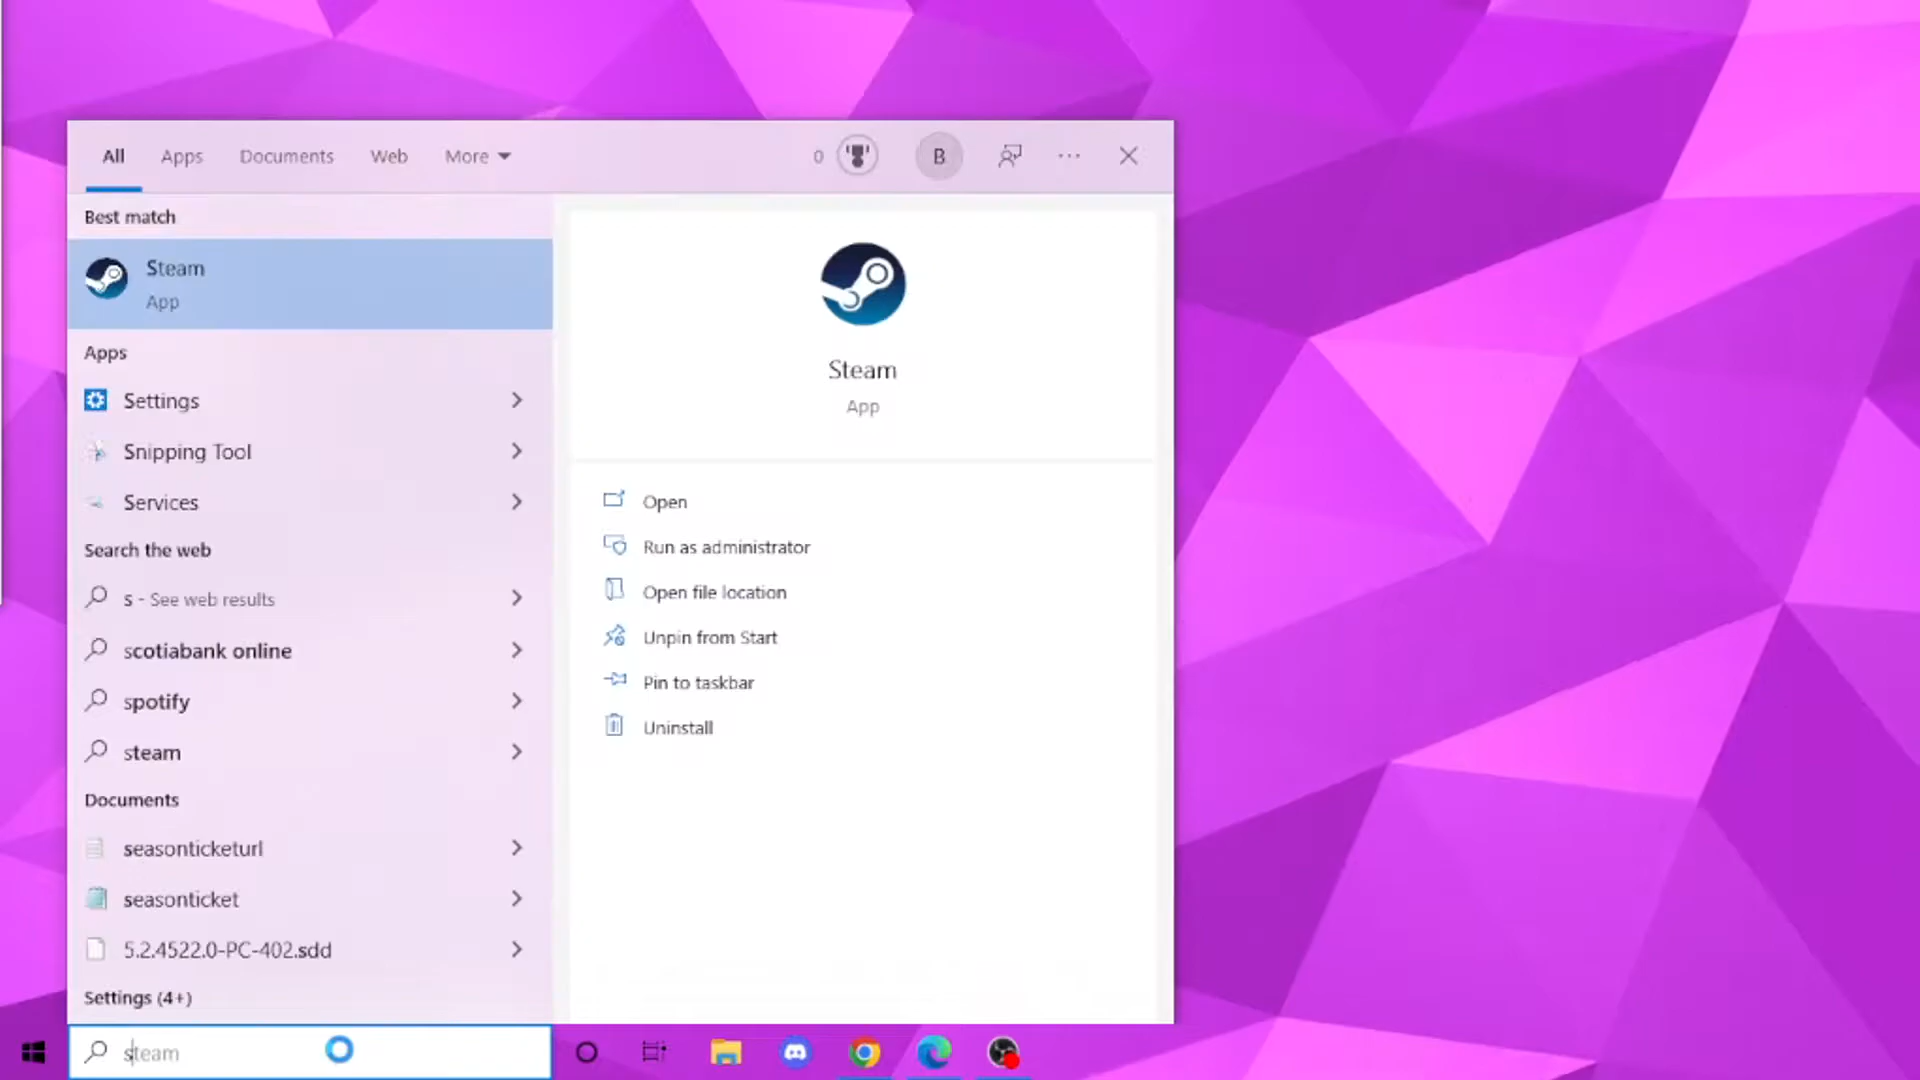 All Apps Documents Web More 0 B
Best match
Steam
App
Apps
Settings
Snipping Tool
Services
Search the web
s - See web results
scotiabank online
spotify
steam
Documents
seasonticketurl
seasonticket
5.2.4522.0-PC-402.sdd
Settings (4+)
Steam
App
Open
Run as administrator
Open file location
Unpin from Start
Pin to taskbar
Uninstall
steam